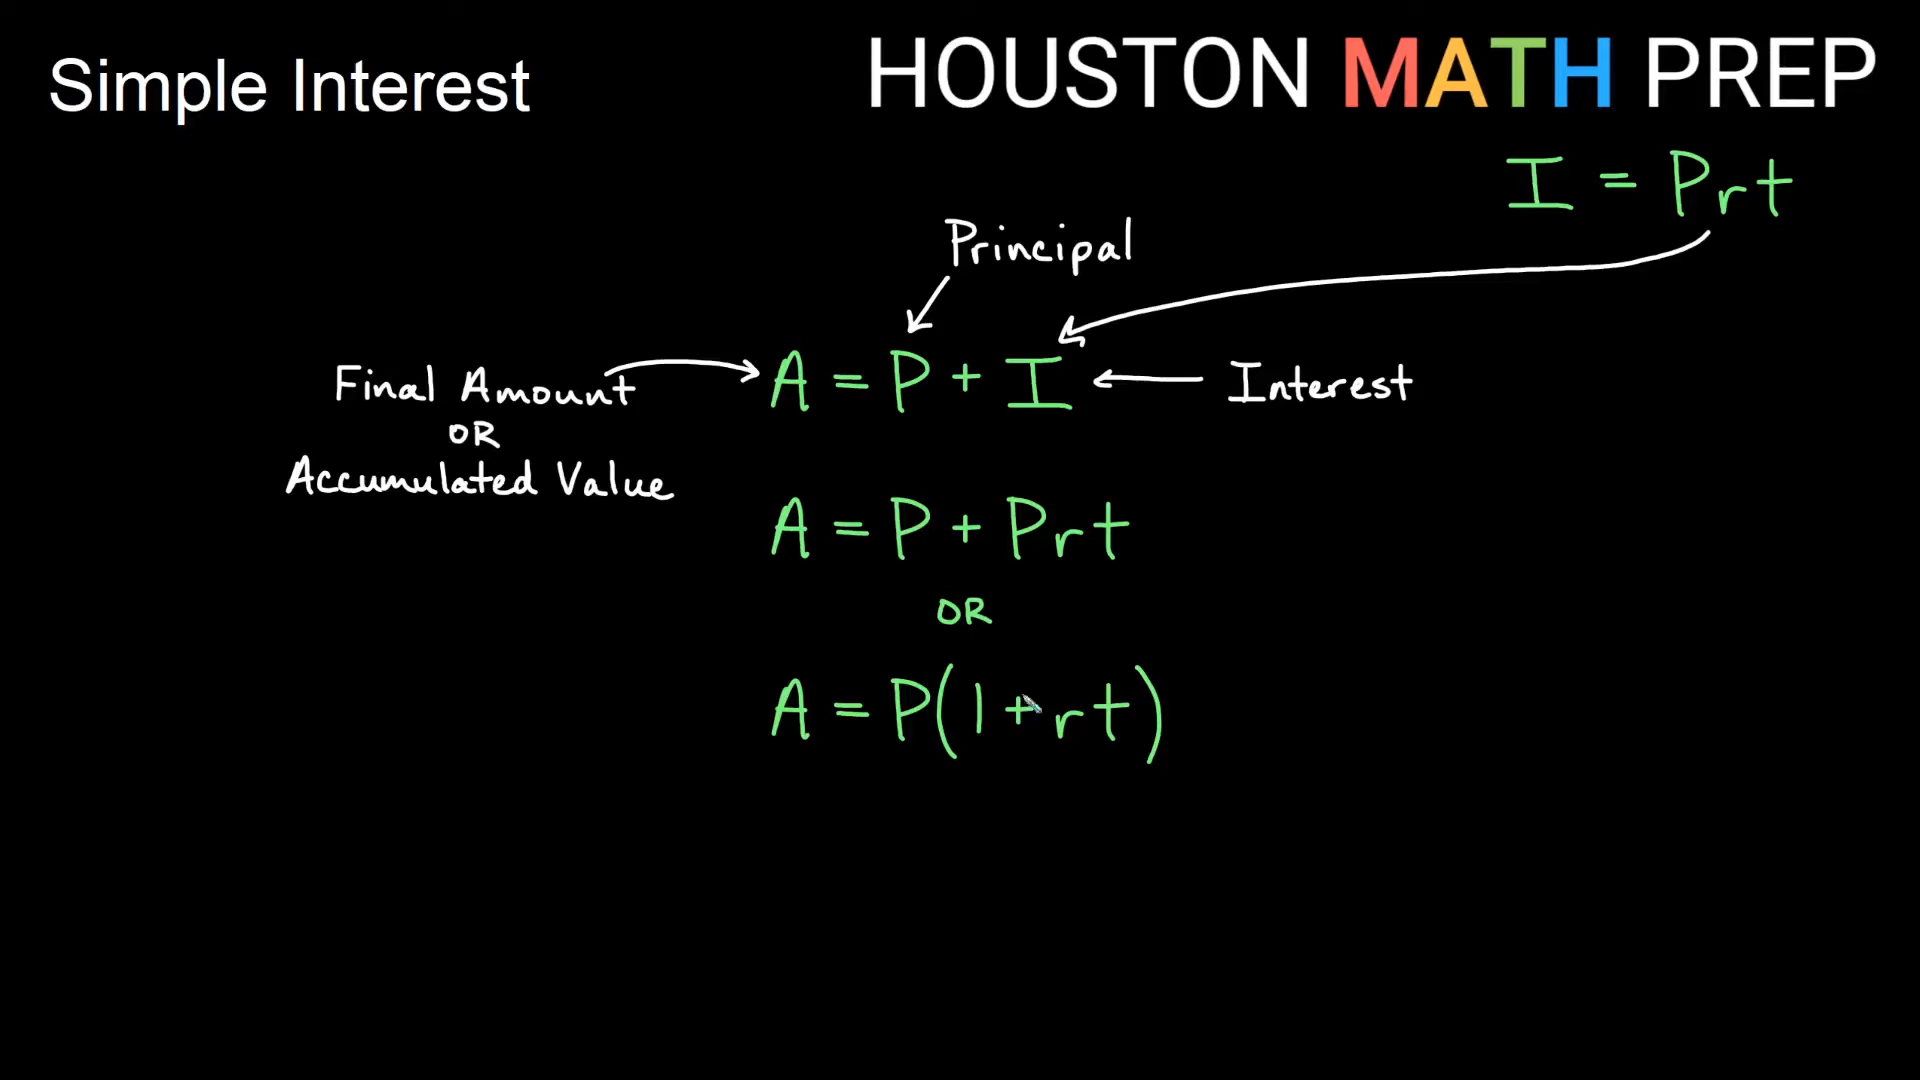 Simple Interest
HOUSTON MATH PREP
I = Prt
Principal
A = P + I
Interest
Final Amount
OR
Accumulated Value
A = P + Prt
OR
A = P(1 + rt)